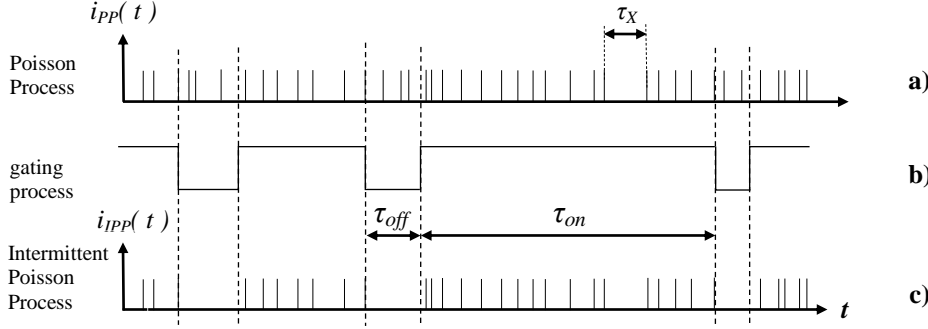 i_PP( t )
τ_X
Poisson
Process
a)
gating
process
b)
i_IPP( t )
τ_off
τ_on
Intermittent
Poisson
Process
t
c)